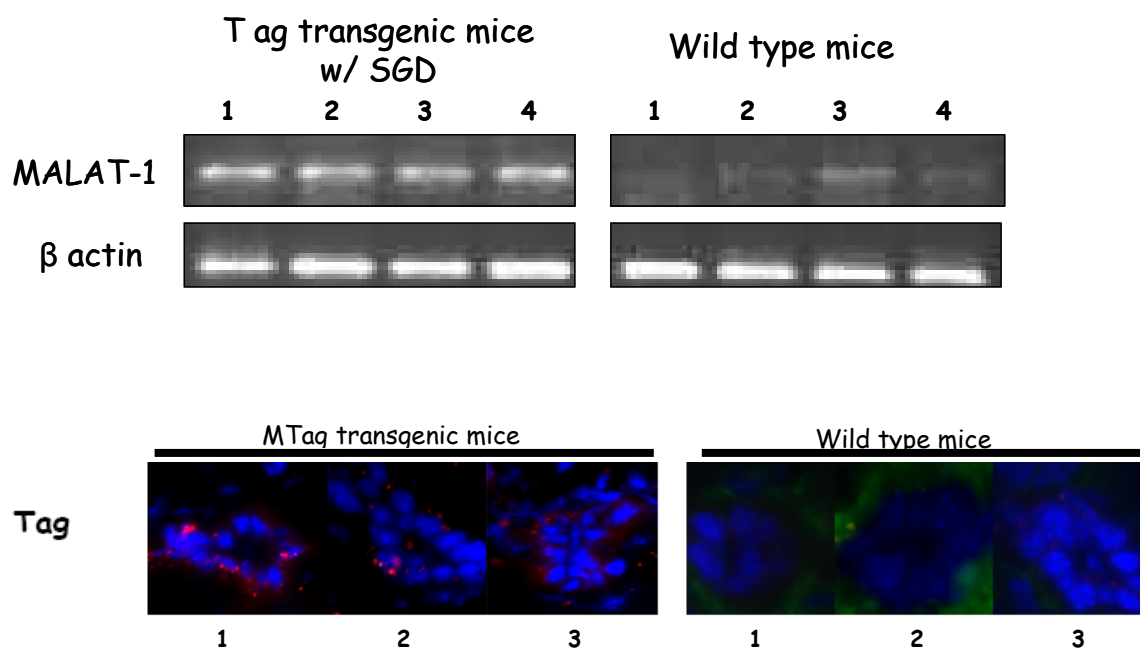 T ag transgenic mice
w/ SGD
Wild type mice
1 2 3 4
1 2 3 4
MALAT-1
β actin
MTag transgenic mice
Wild type mice
Tag
1 2 3
1 2 3